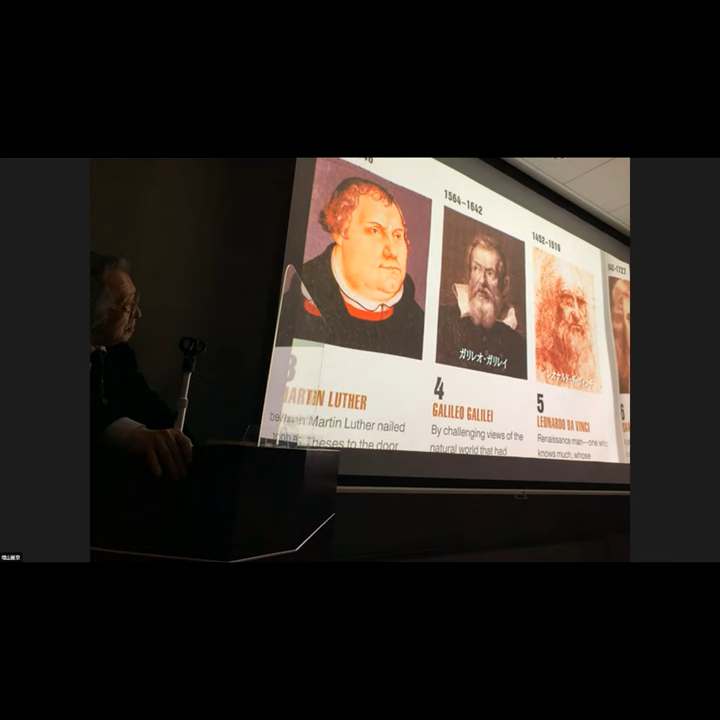 1564–1642
1452–1519
ガリレオ・ガリレイ
3
MARTIN LUTHER
Martin Luther nailed
theses to the door
4
GALILEO GALILEI
By challenging views of the
natural world that had
5
LEONARDO DA VINCI
Renaissance man—one who
knows much, whose
6